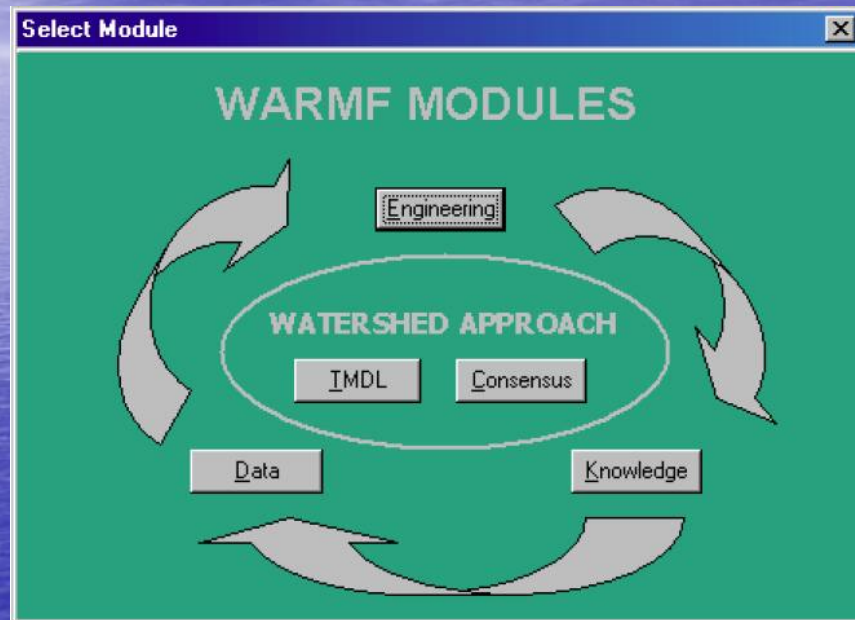 Select Module
WARMF MODULES
Engineering
WATERSHED APPROACH
TMDL Consensus
Data Knowledge